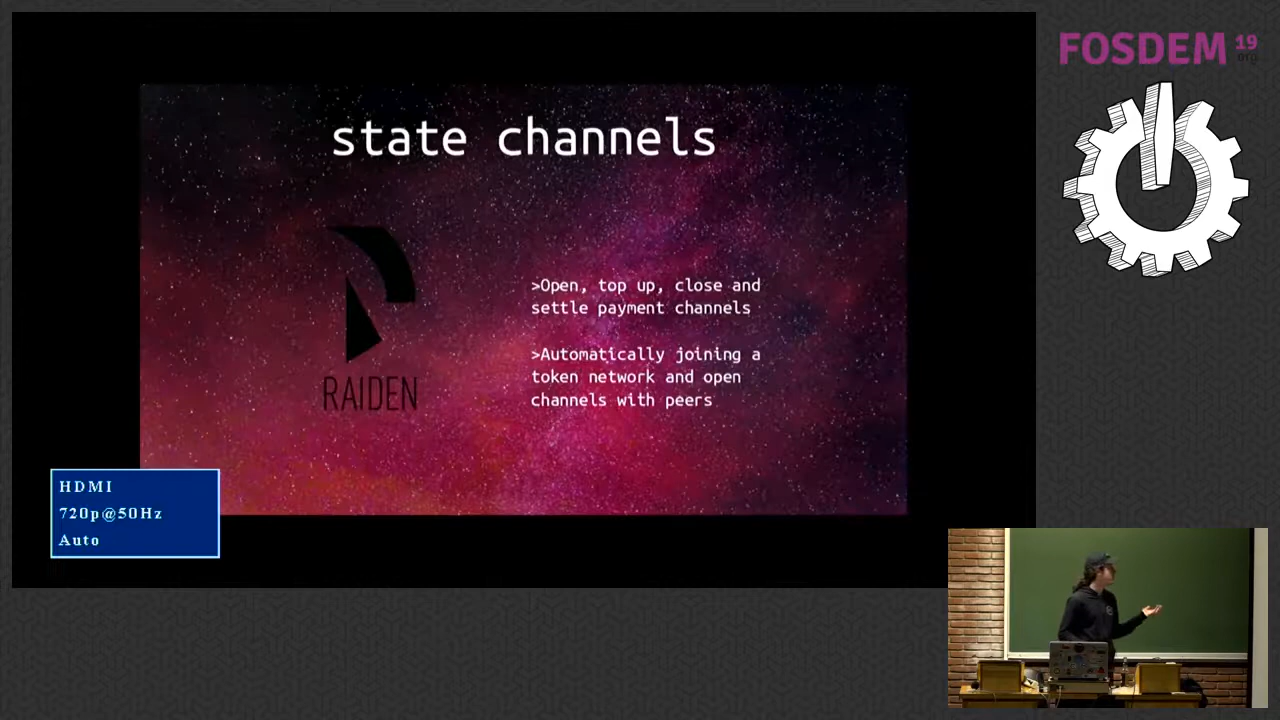 state channels
RAIDEN
>Open, top up, close and
settle payment channels
>Automatically joining a
token network and open
channels with peers
HDMI
720p@50Hz
Auto
FOSDEM 19
.org